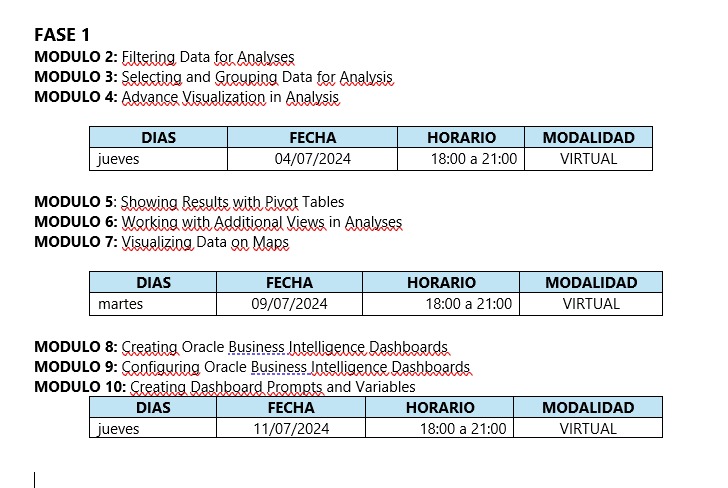 FASE 1
MODULO 2: Filtering Data for Analyses
MODULO 3: Selecting and Grouping Data for Analysis
MODULO 4: Advance Visualization in Analysis
DIAS FECHA HORARIO MODALIDAD
jueves 04/07/2024 18:00 a 21:00 VIRTUAL
MODULO 5: Showing Results with Pivot Tables
MODULO 6: Working with Additional Views in Analyses
MODULO 7: Visualizing Data on Maps
DIAS FECHA HORARIO MODALIDAD
martes 09/07/2024 18:00 a 21:00 VIRTUAL
MODULO 8: Creating Oracle Business Intelligence Dashboards
MODULO 9: Configuring Oracle Business Intelligence Dashboards
MODULO 10: Creating Dashboard Prompts and Variables
DIAS FECHA HORARIO MODALIDAD
jueves 11/07/2024 18:00 a 21:00 VIRTUAL